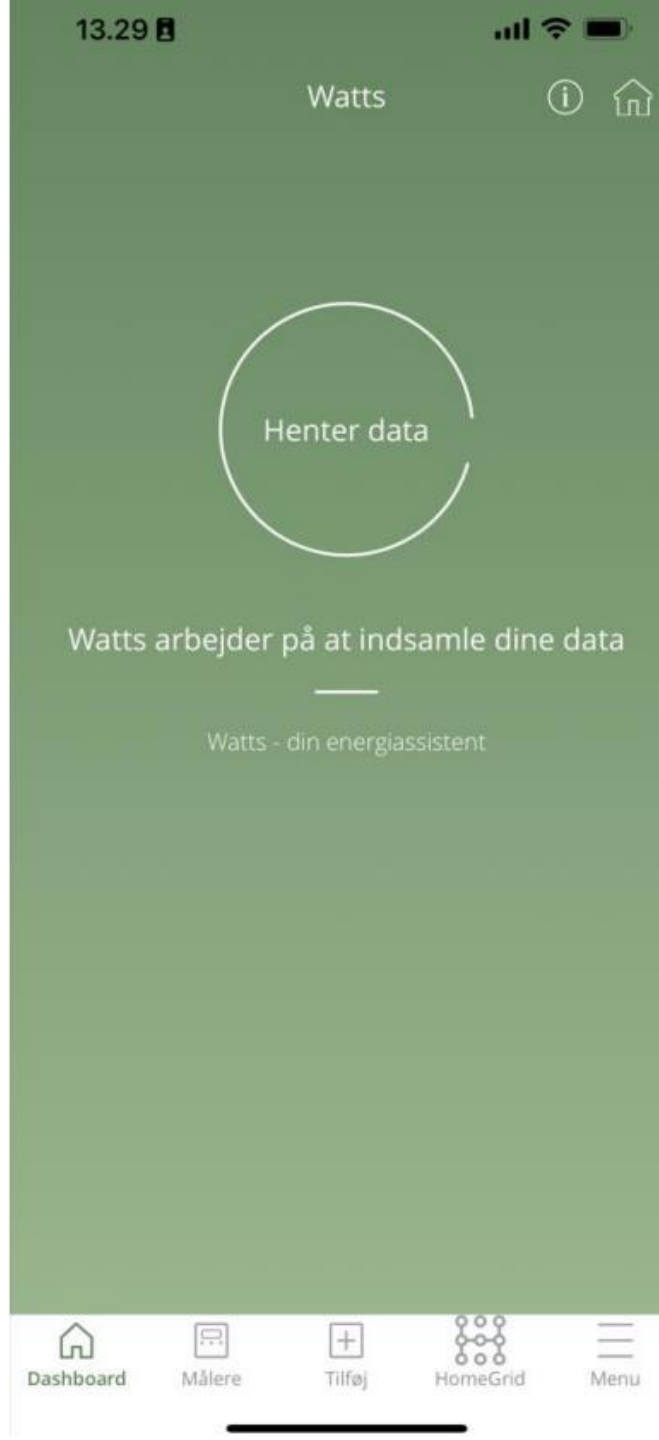 13.29
Watts
Henter data
Watts arbejder på at indsamle dine data
Watts - din energiassistent
Dashboard
Målere
Tilføj
HomeGrid
Menu